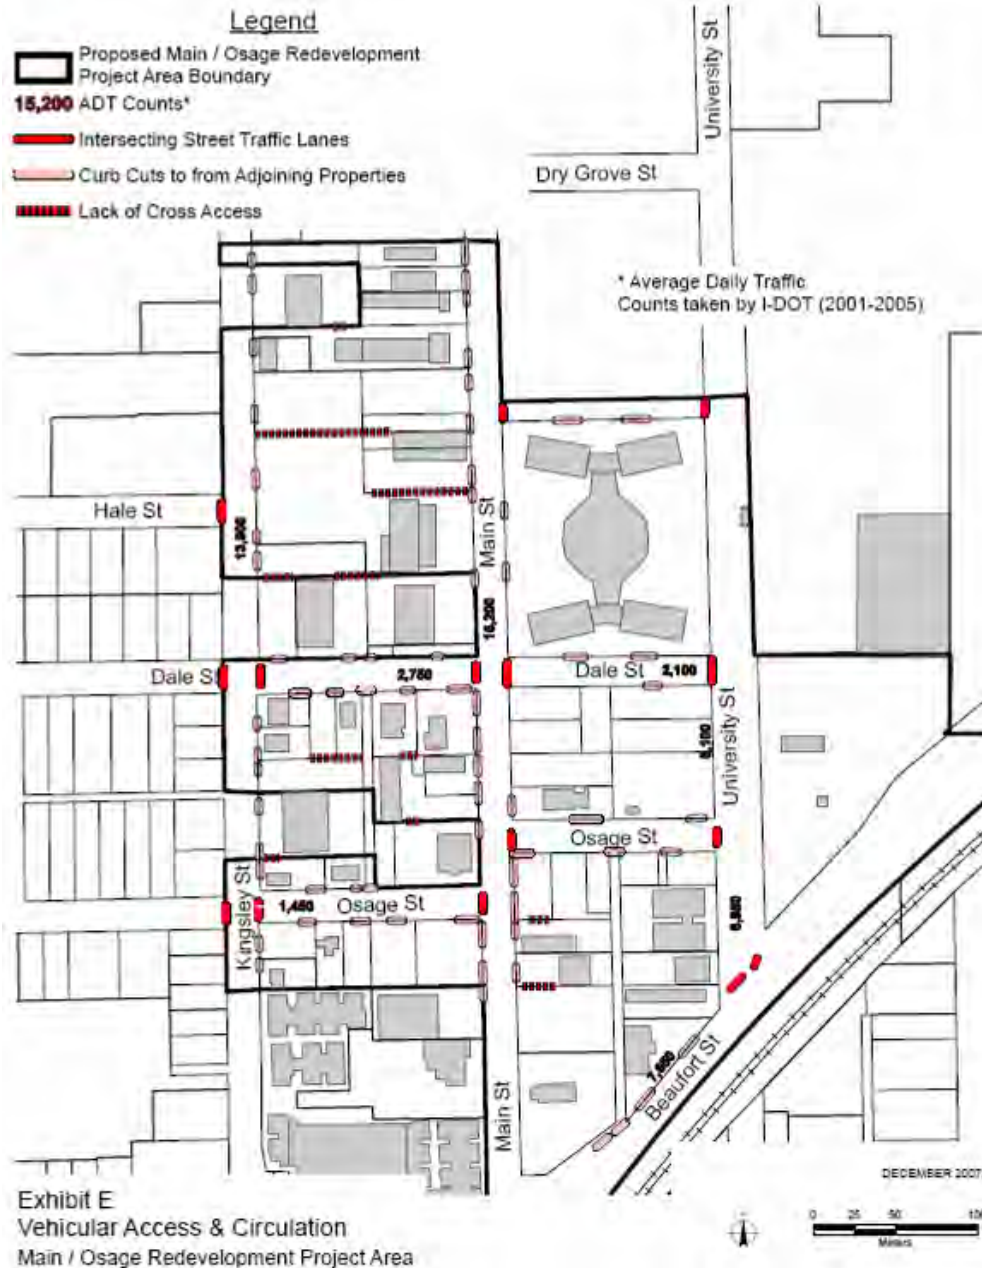 Legend
Proposed Main / Osage Redevelopment
Project Area Boundary
15,200 ADT Counts*
Intersecting Street Traffic Lanes
Curb Cuts to from Adjoining Properties
Lack of Cross Access
University St
Dry Grove St
* Average Daily Traffic
Counts taken by I-DOT (2001-2005)
Main St
Hale St
15,200
Dale St
2,750
Dale St
2,100
University St
Osage St
Kingsley St
1,450
Osage St
Main St
Beaufort St
DECEMBER 2007
Exhibit E
Vehicular Access & Circulation
Main / Osage Redevelopment Project Area
0 25 50 100
Meters